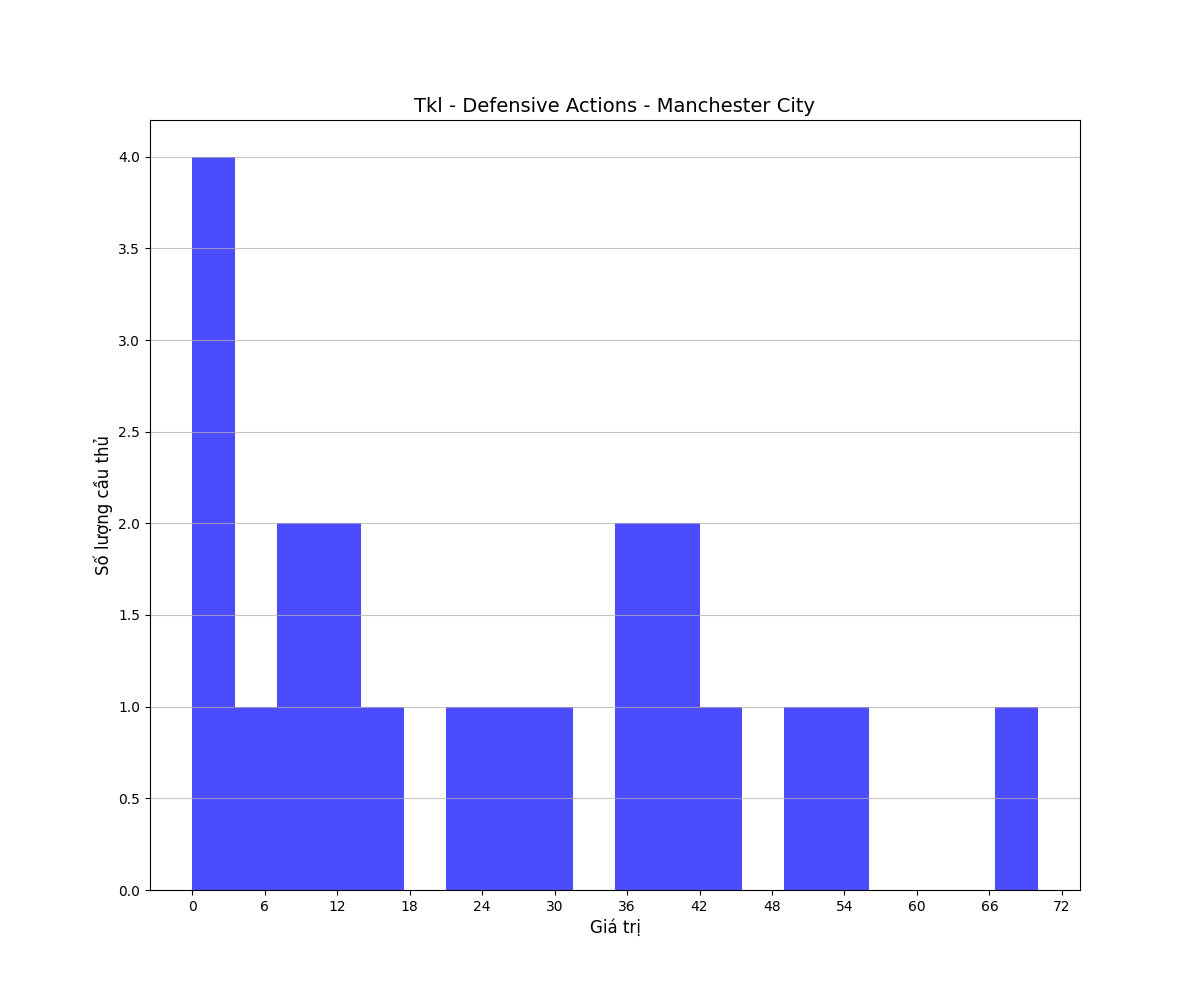 Tkl - Defensive Actions - Manchester City
4.0
3.5
3.0
2.5
2.0
1.5
1.0
0.5
0.0
Số lượng cầu thủ
0 6 12 18 24 30 36 42 48 54 60 66 72
Giá trị